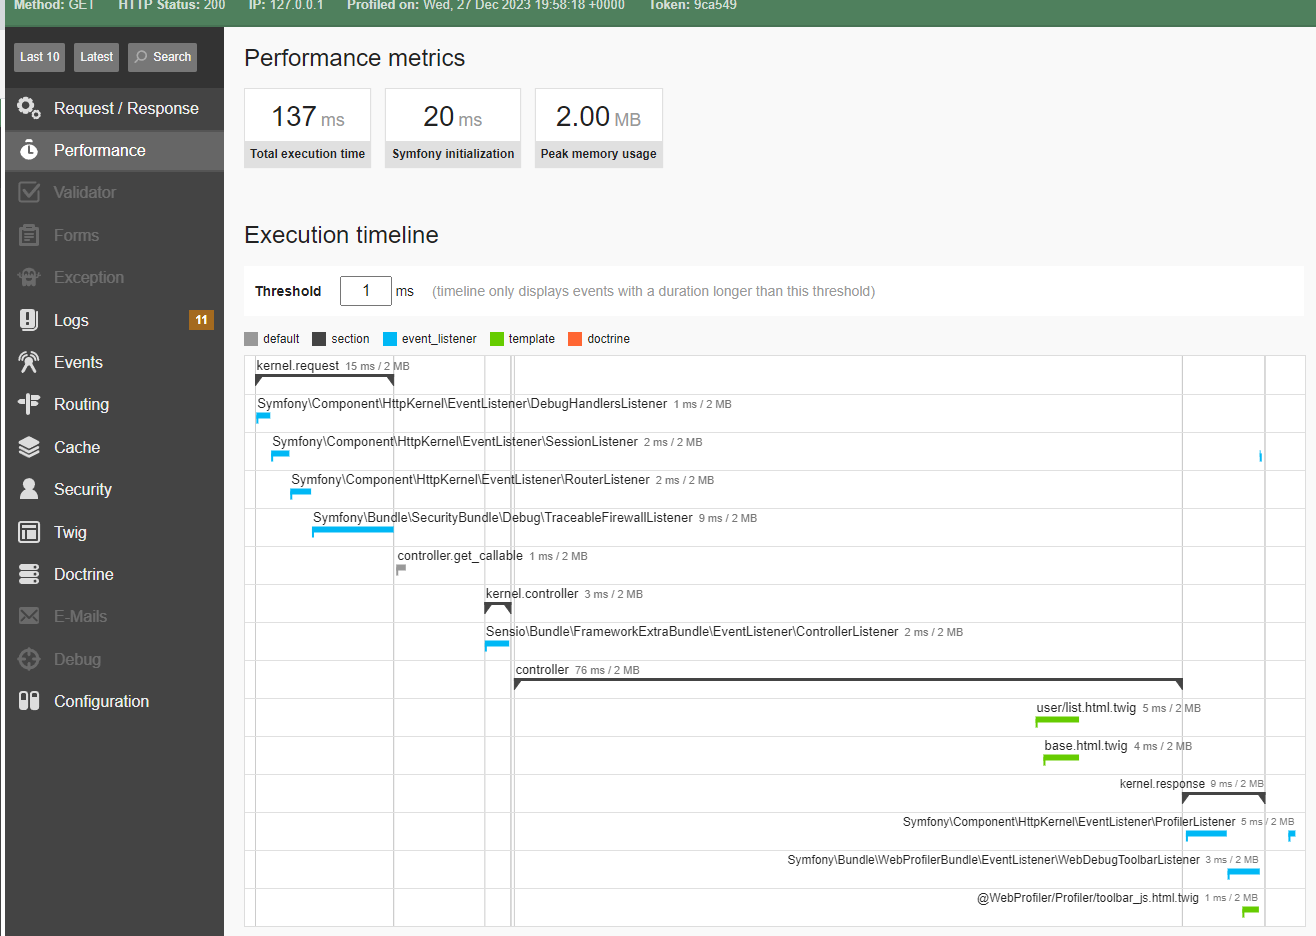 Method: GET HTTP Status: 200 IP: 127.0.0.1 Profiled on: Wed, 27 Dec 2023 19:58:18 +0000 Token: 9ca549
Last 10 Latest Search
Request / Response
Performance
Validator
Forms
Exception
Logs 11
Events
Routing
Cache
Security
Twig
Doctrine
E-Mails
Debug
Configuration
Performance metrics
137 ms
Total execution time
20 ms
Symfony initialization
2.00 MB
Peak memory usage
Execution timeline
Threshold 1 ms (timeline only displays events with a duration longer than this threshold)
default section event_listener template doctrine
kernel.request 15 ms / 2 MB
Symfony\Component\HttpKernel\EventListener\DebugHandlersListener 1 ms / 2 MB
Symfony\Component\HttpKernel\EventListener\SessionListener 2 ms / 2 MB
Symfony\Component\HttpKernel\EventListener\RouterListener 2 ms / 2 MB
Symfony\Bundle\SecurityBundle\Debug\TraceableFirewallListener 9 ms / 2 MB
controller.get_callable 1 ms / 2 MB
kernel.controller 3 ms / 2 MB
Sensio\Bundle\FrameworkExtraBundle\EventListener\ControllerListener 2 ms / 2 MB
controller 76 ms / 2 MB
user/list.html.twig 5 ms / 2 MB
base.html.twig 4 ms / 2 MB
kernel.response 9 ms / 2 MB
Symfony\Component\HttpKernel\EventListener\ProfilerListener 5 ms / 2 MB
Symfony\Bundle\WebProfilerBundle\EventListener\WebDebugToolbarListener 3 ms / 2 MB
@WebProfiler/Profiler/toolbar_js.html.twig 1 ms / 2 MB